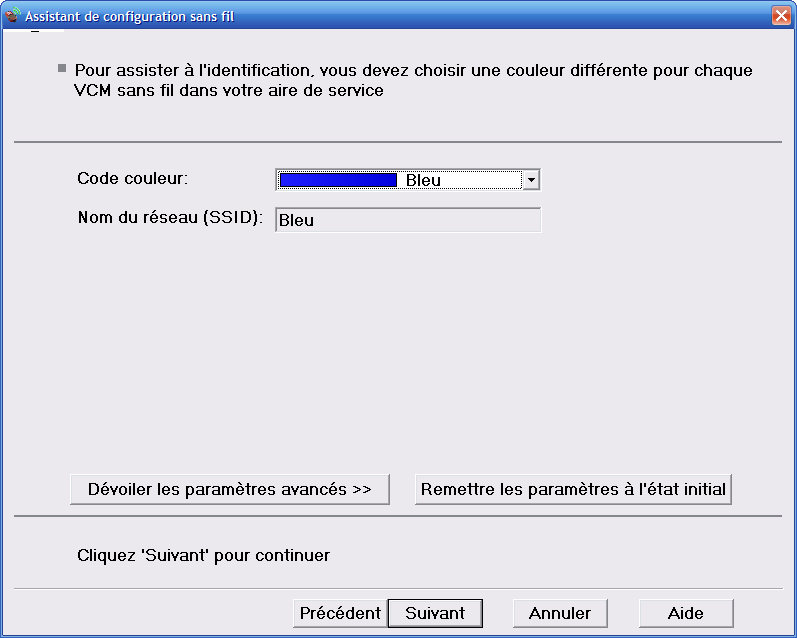 Assistant de configuration sans fil
Pour assister à l'identification, vous devez choisir une couleur différente pour chaque
VCM sans fil dans votre aire de service
Code couleur:
Bleu
Nom du réseau (SSID):
Bleu
Dévoiler les paramètres avancés >>
Remettre les paramètres à l'état initial
Cliquez 'Suivant' pour continuer
Précédent
Suivant
Annuler
Aide